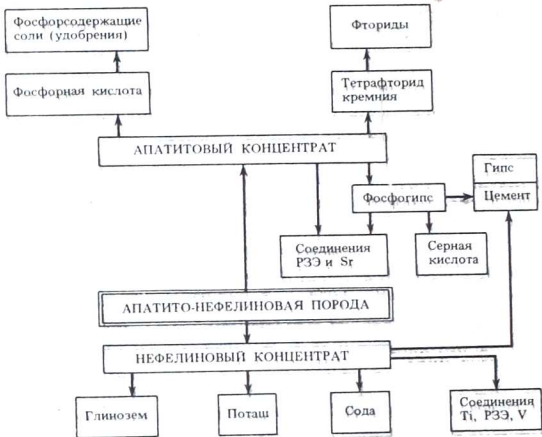 Фосфорсодержащие
соли (удобрения)
Фториды
Фосфорная кислота
Тетрафторид
кремния
АПАТИТОВЫЙ КОНЦЕНТРАТ
Гипс
Фосфогипс
Цемент
Соединения
РЗЭ и Sr
Серная
кислота
АПАТИТО-НЕФЕЛИНОВАЯ ПОРОДА
НЕФЕЛИНОВЫЙ КОНЦЕНТРАТ
Глинозем
Поташ
Сода
Соединения
Ti, РЗЭ, V